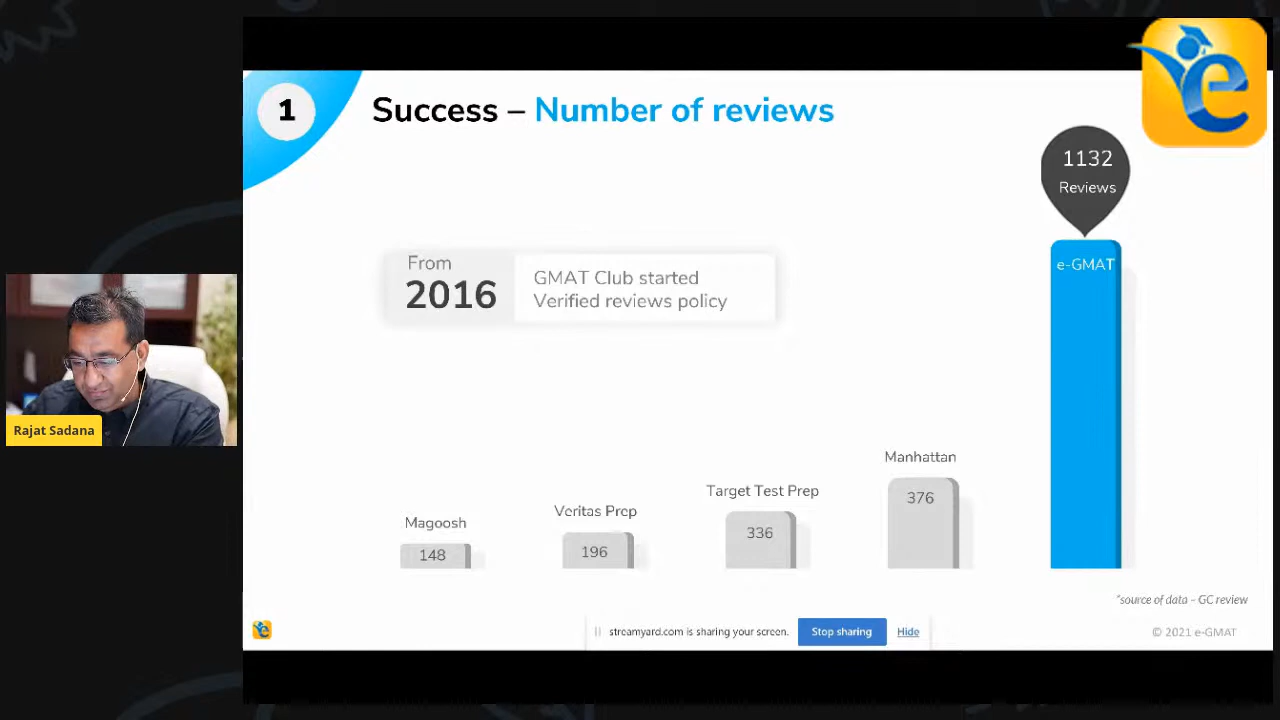 1
Success – Number of reviews
e
1132
Reviews
e-GMAT
From
2016
GMAT Club started
Verified reviews policy
Rajat Sadana
Manhattan
376
Target Test Prep
336
Veritas Prep
196
Magoosh
148
*source of data – GC review
e
streamyard.com is sharing your screen.
Stop sharing
Hide
© 2021 e-GMAT